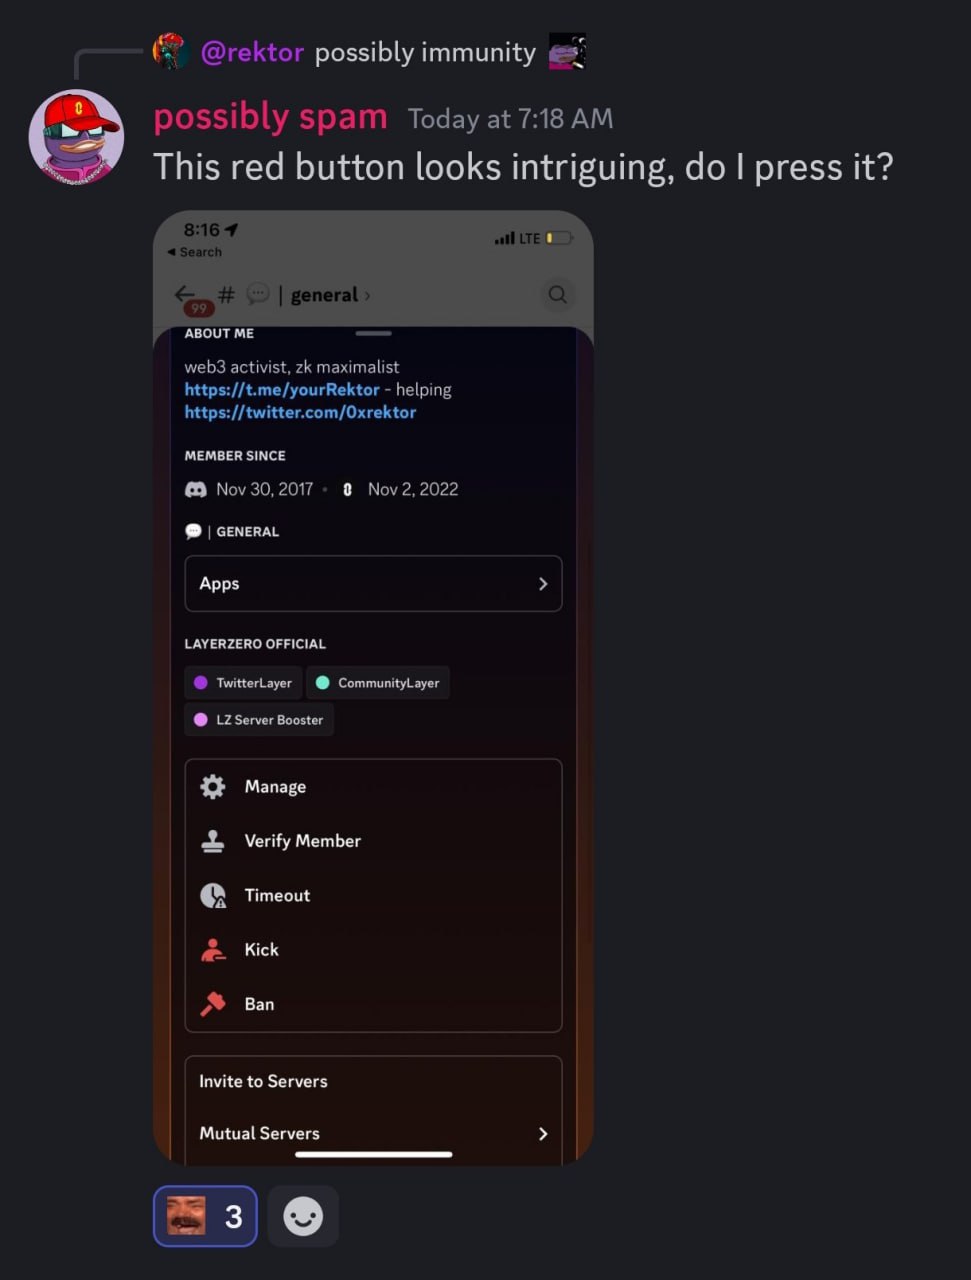 @rektor possibly immunity
possibly spam Today at 7:18 AM
This red button looks intriguing, do I press it?
8:16
LTE
◂ Search
99
# 💬 | general ›
ABOUT ME
web3 activist, zk maximalist
https://t.me/yourRektor - helping
https://twitter.com/0xrektor
MEMBER SINCE
Nov 30, 2017 • Nov 2, 2022
💬 | GENERAL
Apps
LAYERZERO OFFICIAL
TwitterLayer
CommunityLayer
LZ Server Booster
Manage
Verify Member
Timeout
Kick
Ban
Invite to Servers
Mutual Servers
3